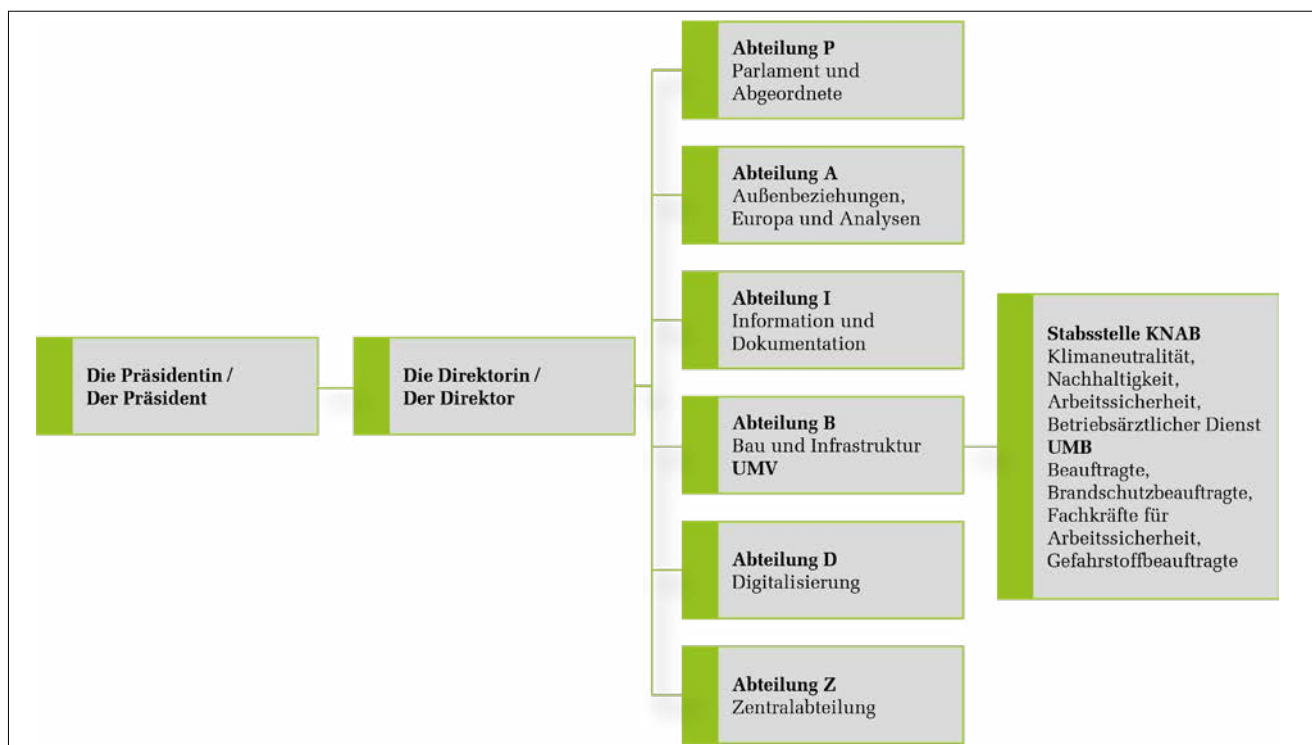 Die Präsidentin /
Der Präsident
Die Direktorin /
Der Direktor
Abteilung P
Parlament und
Abgeordnete
Abteilung A
Außenbeziehungen,
Europa und Analysen
Abteilung I
Information und
Dokumentation
Abteilung B
Bau und Infrastruktur
UMV
Abteilung D
Digitalisierung
Abteilung Z
Zentralabteilung
Stabsstelle KNAB
Klimaneutralität,
Nachhaltigkeit,
Arbeitssicherheit,
Betriebsärztlicher Dienst
UMB
Beauftragte,
Brandschutzbeauftragte,
Fachkräfte für
Arbeitssicherheit,
Gefahrstoffbeauftragte